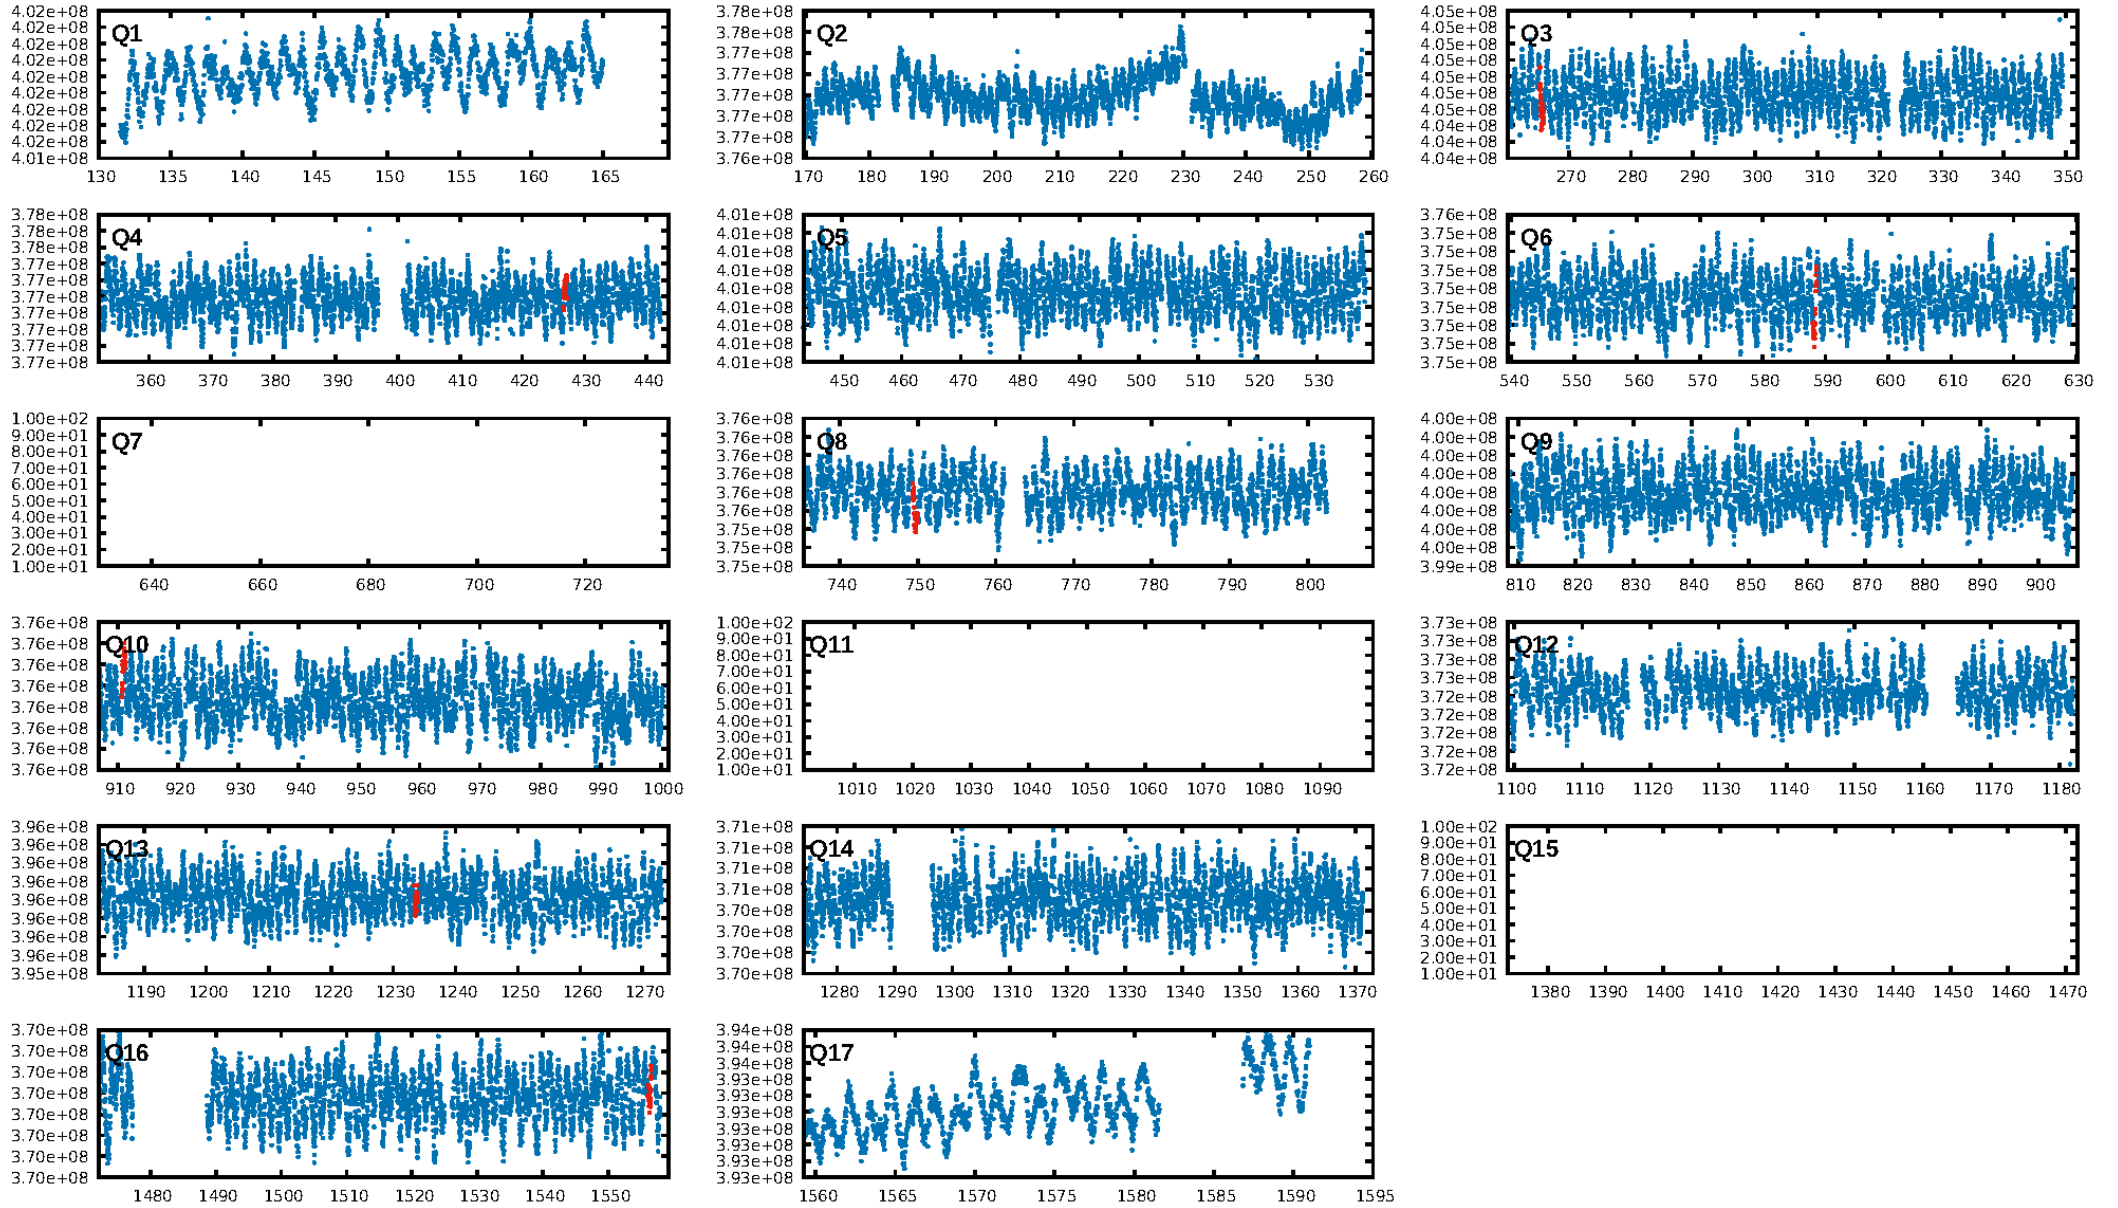 4.02e+08
4.02e+08
4.02e+08
4.02e+08
4.02e+08
4.02e+08
4.02e+08
4.02e+08
4.02e+08
4.01e+08
Q1
130 135 140 145 150 155 160 165
3.78e+08
3.78e+08
3.77e+08
3.77e+08
3.77e+08
3.77e+08
3.77e+08
3.76e+08
Q2
170 180 190 200 210 220 230 240 250 260
4.05e+08
4.05e+08
4.05e+08
4.05e+08
4.05e+08
4.05e+08
4.05e+08
4.04e+08
4.04e+08
4.04e+08
Q3
270 280 290 300 310 320 330 340 350
3.78e+08
3.78e+08
3.78e+08
3.77e+08
3.77e+08
3.77e+08
3.77e+08
3.77e+08
3.77e+08
3.77e+08
Q4
360 370 380 390 400 410 420 430 440
4.01e+08
4.01e+08
4.01e+08
4.01e+08
4.01e+08
4.01e+08
4.01e+08
4.01e+08
4.01e+08
Q5
450 460 470 480 490 500 510 520 530
3.76e+08
3.75e+08
3.75e+08
3.75e+08
3.75e+08
3.75e+08
3.75e+08
3.75e+08
3.75e+08
Q6
540 550 560 570 580 590 600 610 620 630
1.00e+02
9.00e+01
8.00e+01
7.00e+01
6.00e+01
5.00e+01
4.00e+01
3.00e+01
2.00e+01
1.00e+01
Q7
640 660 680 700 720
3.76e+08
3.76e+08
3.76e+08
3.76e+08
3.76e+08
3.76e+08
3.75e+08
3.75e+08
3.75e+08
Q8
740 750 760 770 780 790 800
4.00e+08
4.00e+08
4.00e+08
4.00e+08
4.00e+08
4.00e+08
4.00e+08
4.00e+08
3.99e+08
Q9
810 820 830 840 850 860 870 880 890 900
3.76e+08
3.76e+08
3.76e+08
3.76e+08
3.76e+08
3.76e+08
3.76e+08
3.76e+08
Q10
910 920 930 940 950 960 970 980 990 1000
1.00e+02
9.00e+01
8.00e+01
7.00e+01
6.00e+01
5.00e+01
4.00e+01
3.00e+01
2.00e+01
1.00e+01
Q11
1010 1020 1030 1040 1050 1060 1070 1080 1090
3.73e+08
3.73e+08
3.73e+08
3.73e+08
3.72e+08
3.72e+08
3.72e+08
3.72e+08
3.72e+08
Q12
1100 1110 1120 1130 1140 1150 1160 1170 1180
3.96e+08
3.96e+08
3.96e+08
3.96e+08
3.96e+08
3.96e+08
3.96e+08
3.96e+08
3.95e+08
Q13
1190 1200 1210 1220 1230 1240 1250 1260 1270
3.71e+08
3.71e+08
3.71e+08
3.71e+08
3.70e+08
3.70e+08
3.70e+08
3.70e+08
Q14
1280 1290 1300 1310 1320 1330 1340 1350 1360 1370
1.00e+02
9.00e+01
8.00e+01
7.00e+01
6.00e+01
5.00e+01
4.00e+01
3.00e+01
2.00e+01
1.00e+01
Q15
1380 1390 1400 1410 1420 1430 1440 1450 1460 1470
3.70e+08
3.70e+08
3.70e+08
3.70e+08
3.70e+08
3.70e+08
3.70e+08
3.70e+08
Q16
1480 1490 1500 1510 1520 1530 1540 1550
3.94e+08
3.94e+08
3.94e+08
3.93e+08
3.93e+08
3.93e+08
3.93e+08
3.93e+08
3.93e+08
3.93e+08
Q17
1560 1565 1570 1575 1580 1585 1590 1595